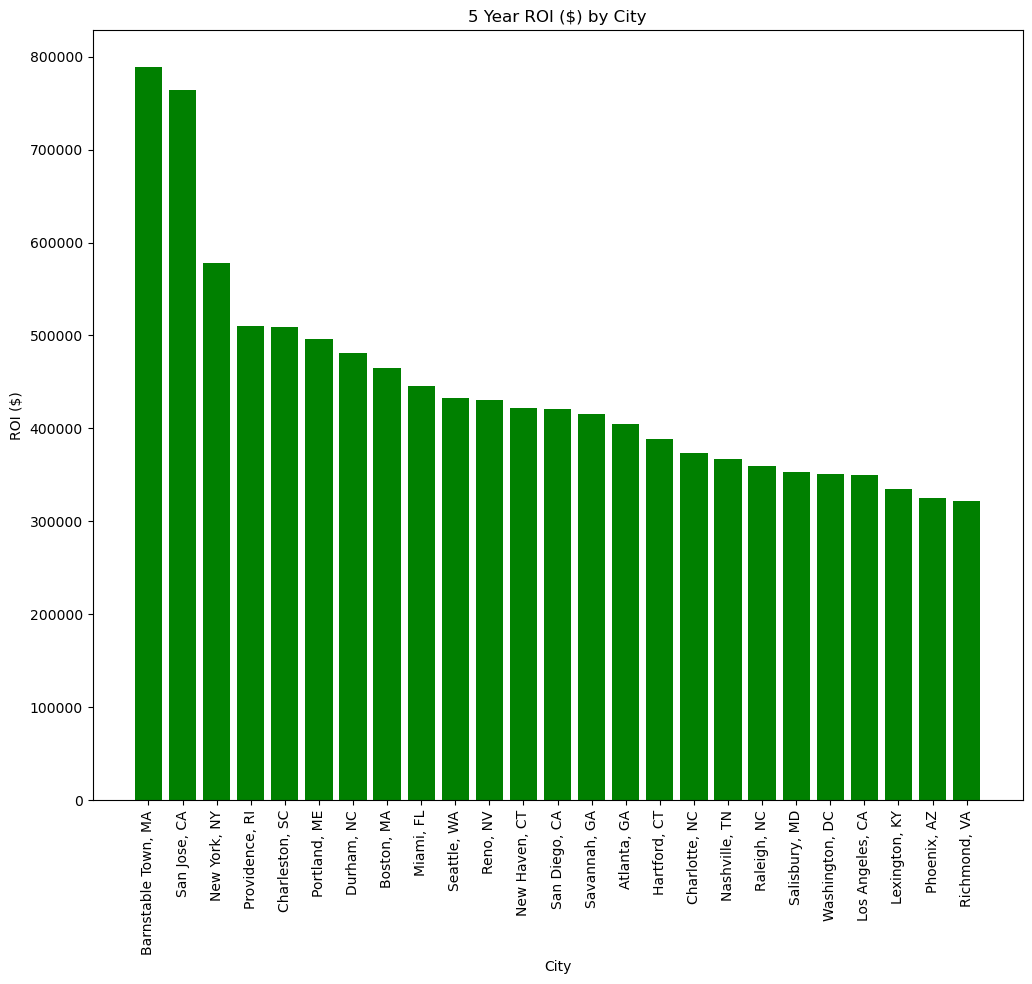 5 Year ROI ($) by City
800000
700000
600000
500000
400000
300000
200000
100000
0
ROI ($)
Barnstable Town, MA
San Jose, CA
New York, NY
Providence, RI
Charleston, SC
Portland, ME
Durham, NC
Boston, MA
Miami, FL
Seattle, WA
Reno, NV
New Haven, CT
San Diego, CA
Savannah, GA
Atlanta, GA
Hartford, CT
Charlotte, NC
Nashville, TN
Raleigh, NC
Salisbury, MD
Washington, DC
Los Angeles, CA
Lexington, KY
Phoenix, AZ
Richmond, VA
City